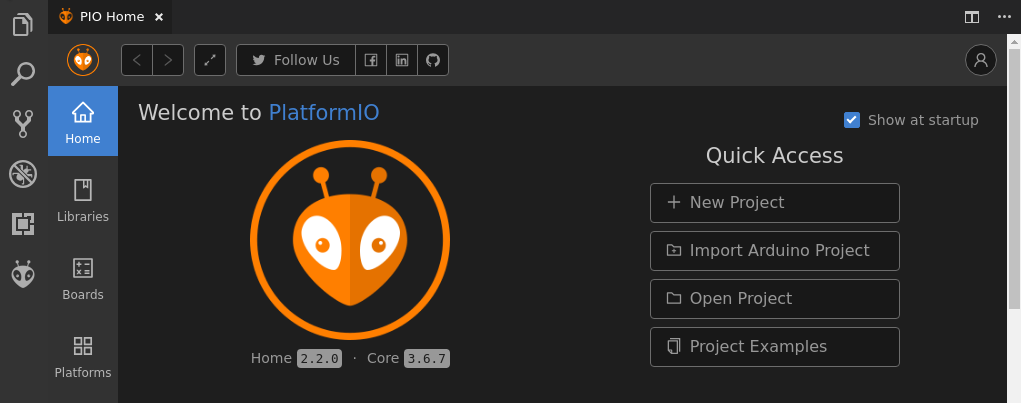 PIO Home
Follow Us
Home
Libraries
Boards
Platforms
Welcome to PlatformIO
Show at startup
Home 2.2.0 · Core 3.6.7
Quick Access
New Project
Import Arduino Project
Open Project
Project Examples